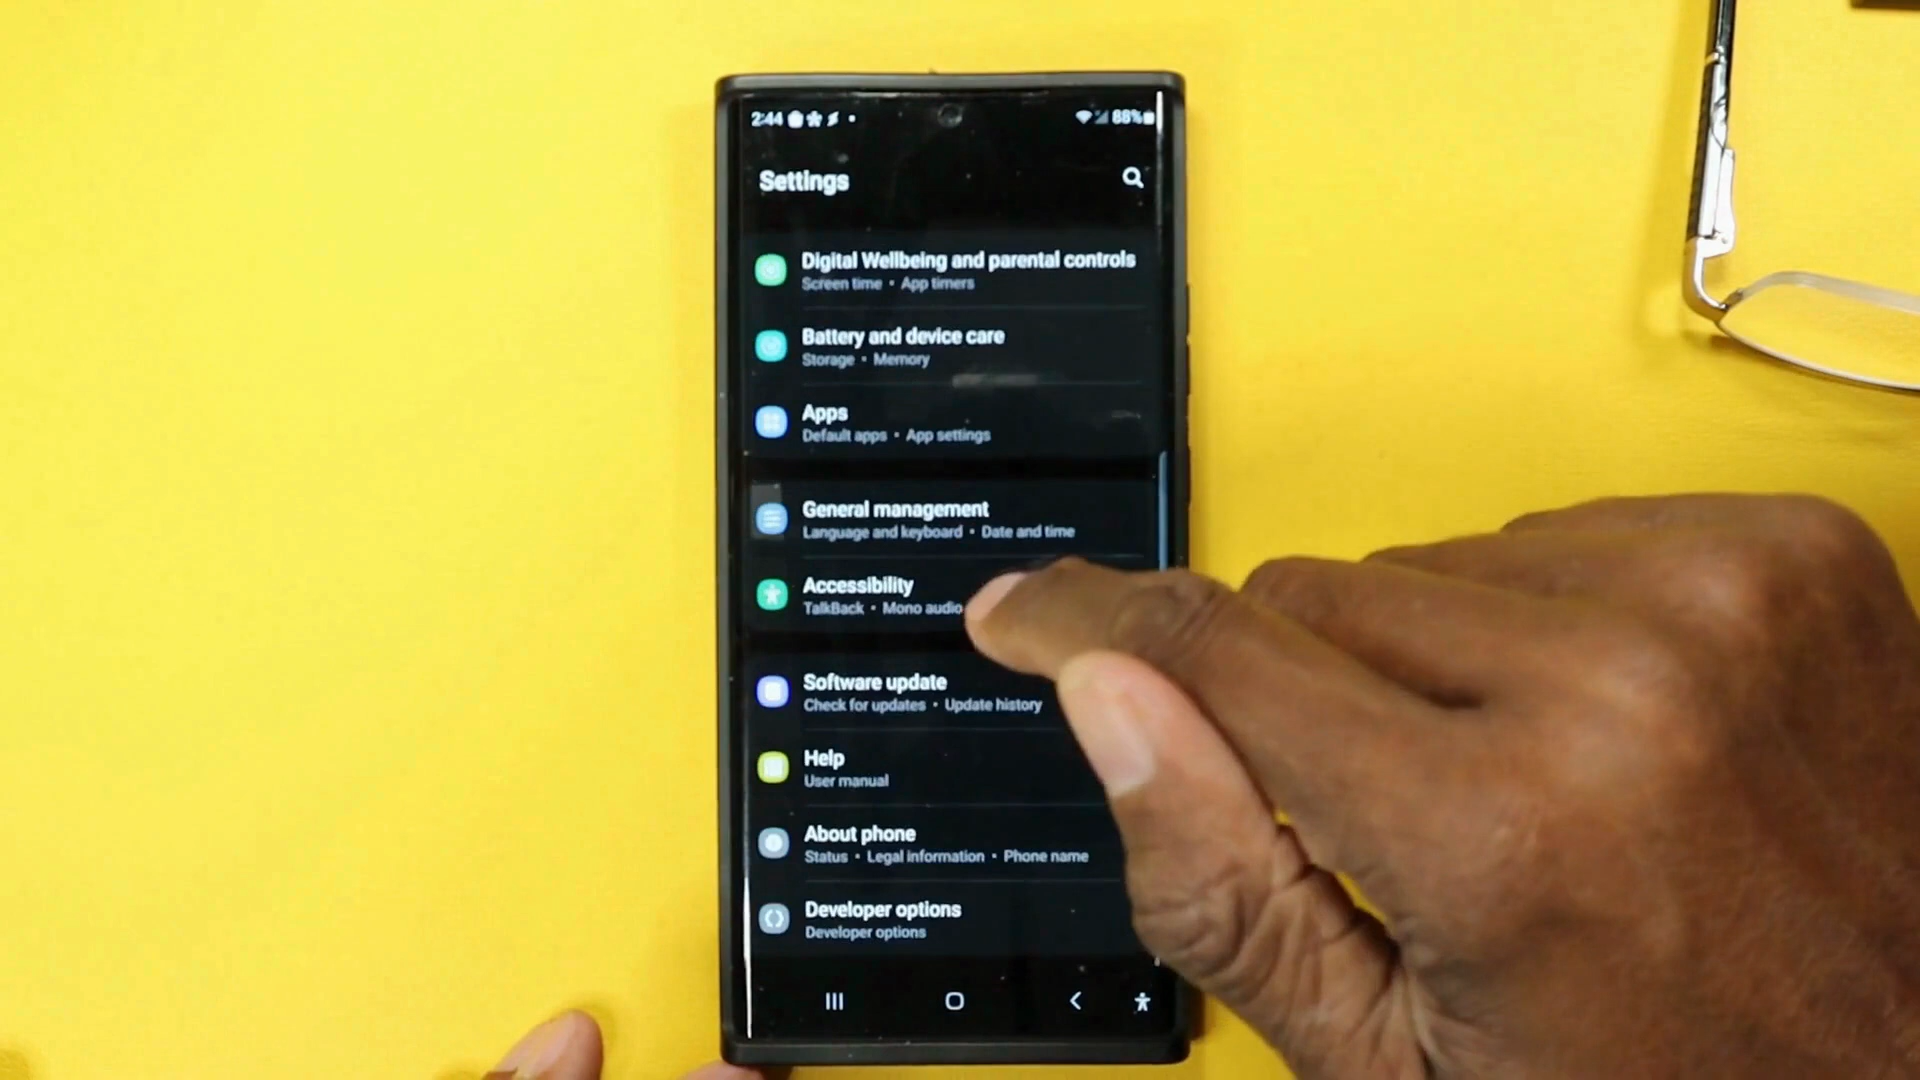 2:44 88%
Settings
Digital Wellbeing and parental controls
Screen time • App timers
Battery and device care
Storage • Memory
Apps
Default apps • App settings
General management
Language and keyboard • Date and time
Accessibility
TalkBack • Mono audio
Software update
Check for updates • Update history
Help
User manual
About phone
Status • Legal information • Phone name
Developer options
Developer options